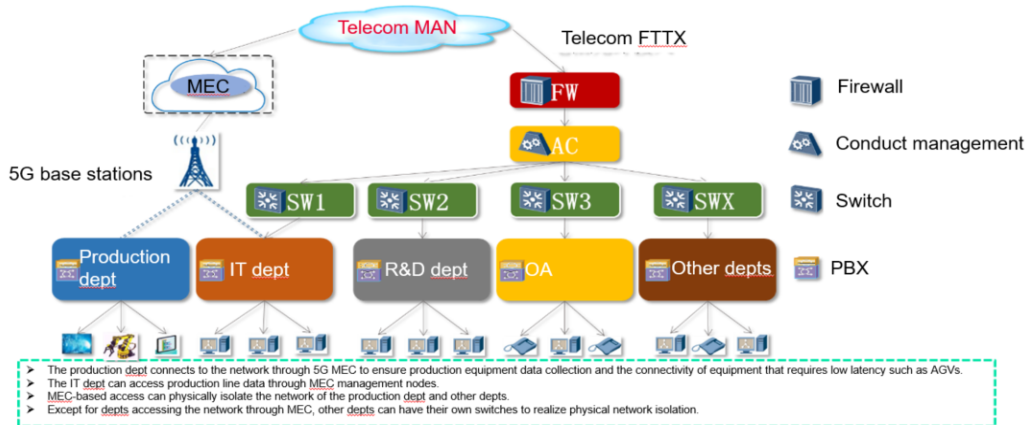 Telecom MAN
Telecom FTTX
MEC
FW
Firewall
AC
Conduct management
5G base stations
SW1
SW2
SW3
SWX
Switch
Production
dept
IT dept
R&D dept
OA
Other depts
PBX
➢ The production dept connects to the network through 5G MEC to ensure production equipment data collection and the connectivity of equipment that requires low latency such as AGVs.
➢ The IT dept can access production line data through MEC management nodes.
➢ MEC-based access can physically isolate the network of the production dept and other depts.
➢ Except for depts accessing the network through MEC, other depts can have their own switches to realize physical network isolation.